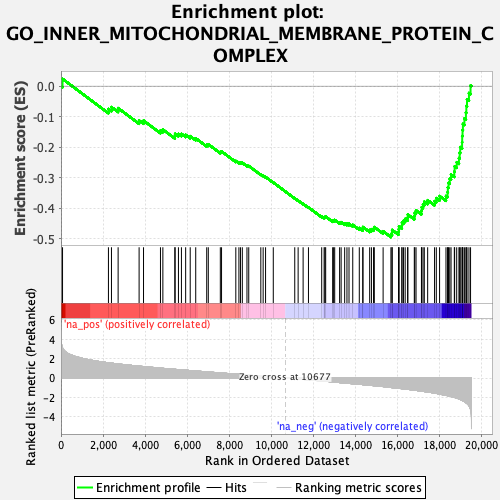 Enrichment plot:
GO_INNER_MITOCHONDRIAL_MEMBRANE_PROTEIN_C
OMPLEX
Enrichment score (ES)
0.0
-0.1
-0.2
-0.3
-0.4
-0.5
'na_pos' (positively correlated)
Ranked list metric (PreRanked)
6
4
2
0
-2
-4
Zero cross at 10677
'na_neg' (negatively correlated)
0
2,000
4,000
6,000
8,000
10,000
12,000
14,000
16,000
18,000
20,000
Rank in Ordered Dataset
Enrichment profile
Hits
Ranking metric scores